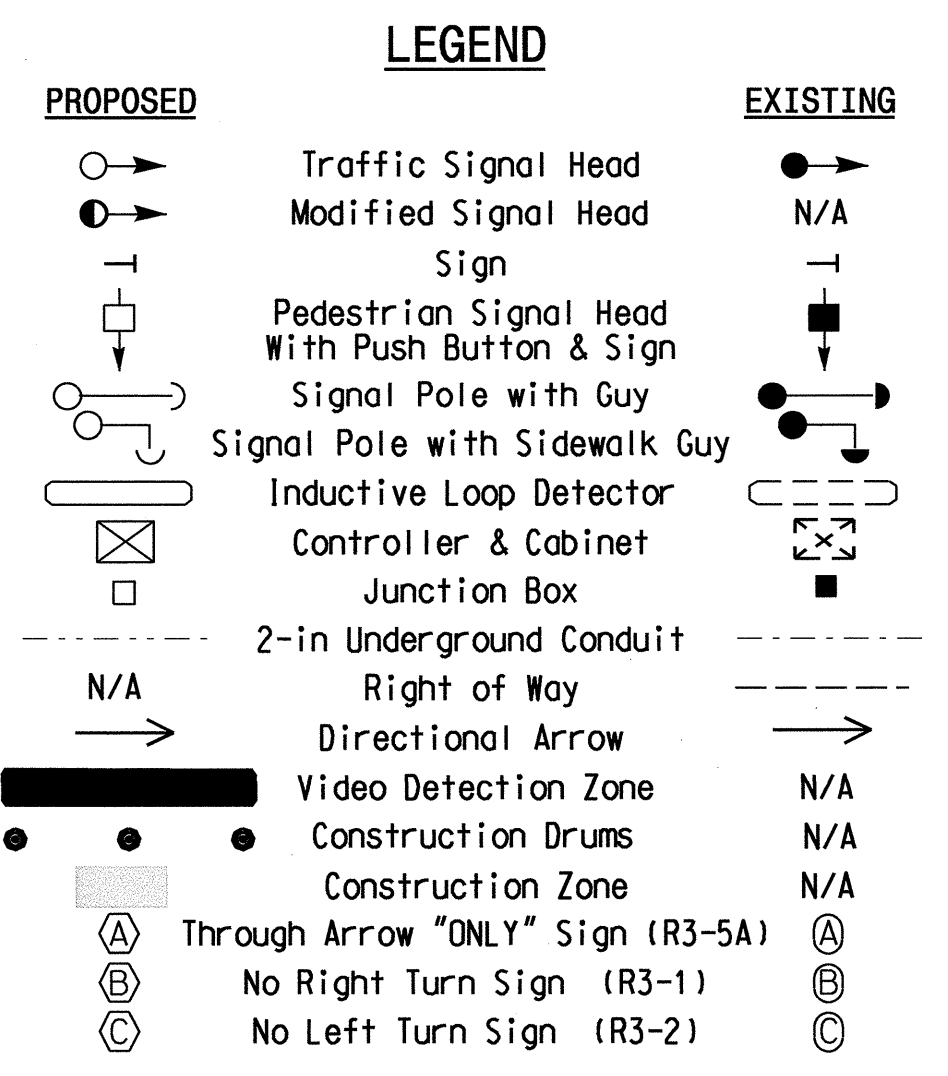 LEGEND
PROPOSED EXISTING
Traffic Signal Head
Modified Signal Head N/A
Sign
Pedestrian Signal Head
With Push Button & Sign
Signal Pole with Guy
Signal Pole with Sidewalk Guy
Inductive Loop Detector
Controller & Cabinet
Junction Box
2-in Underground Conduit
N/A Right of Way
Directional Arrow
Video Detection Zone N/A
Construction Drums N/A
Construction Zone N/A
A Through Arrow "ONLY" Sign (R3-5A) A
B No Right Turn Sign (R3-1) B
C No Left Turn Sign (R3-2) C